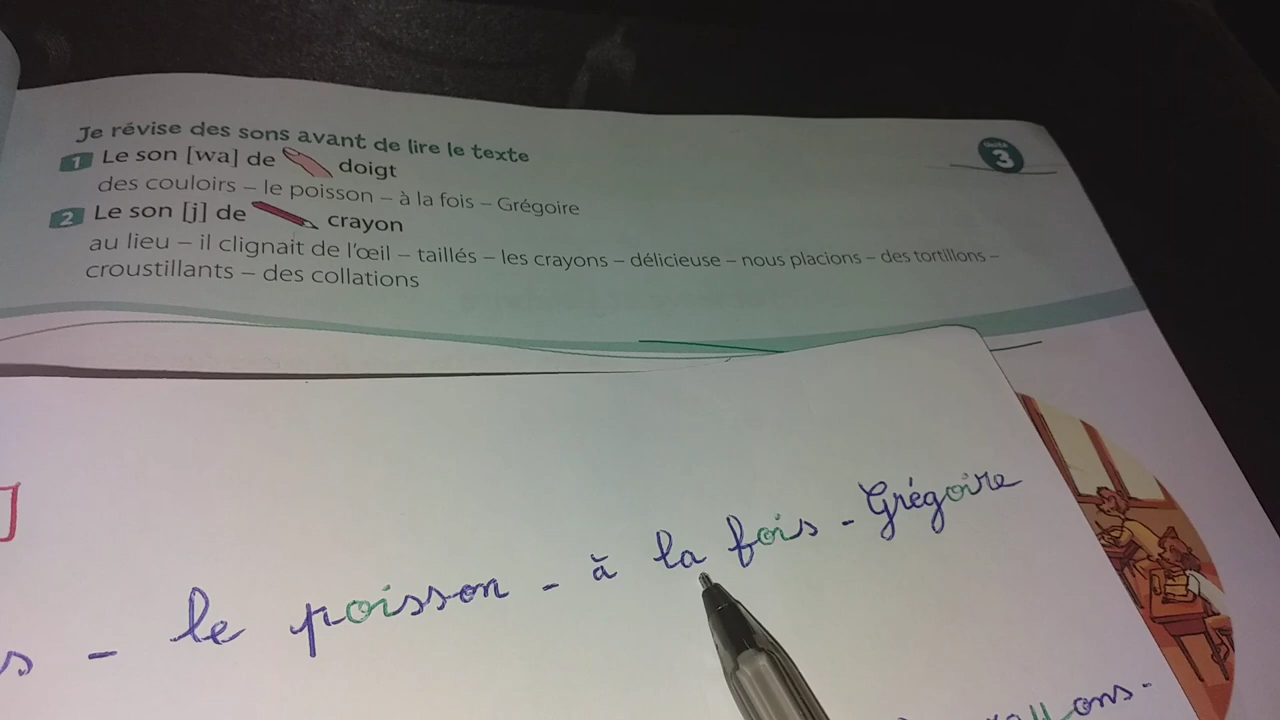 Je révise des sons avant de lire le texte
Texte 3
1 Le son [wa] de doigt
des couloirs – le poisson – à la fois – Grégoire
2 Le son [j] de crayon
au lieu – il clignait de l'œil – taillés – les crayons – délicieuse – nous placions – des tortillons –
croustillants – des collations
]
s - le poisson - à la fois - Grégoire
ons -